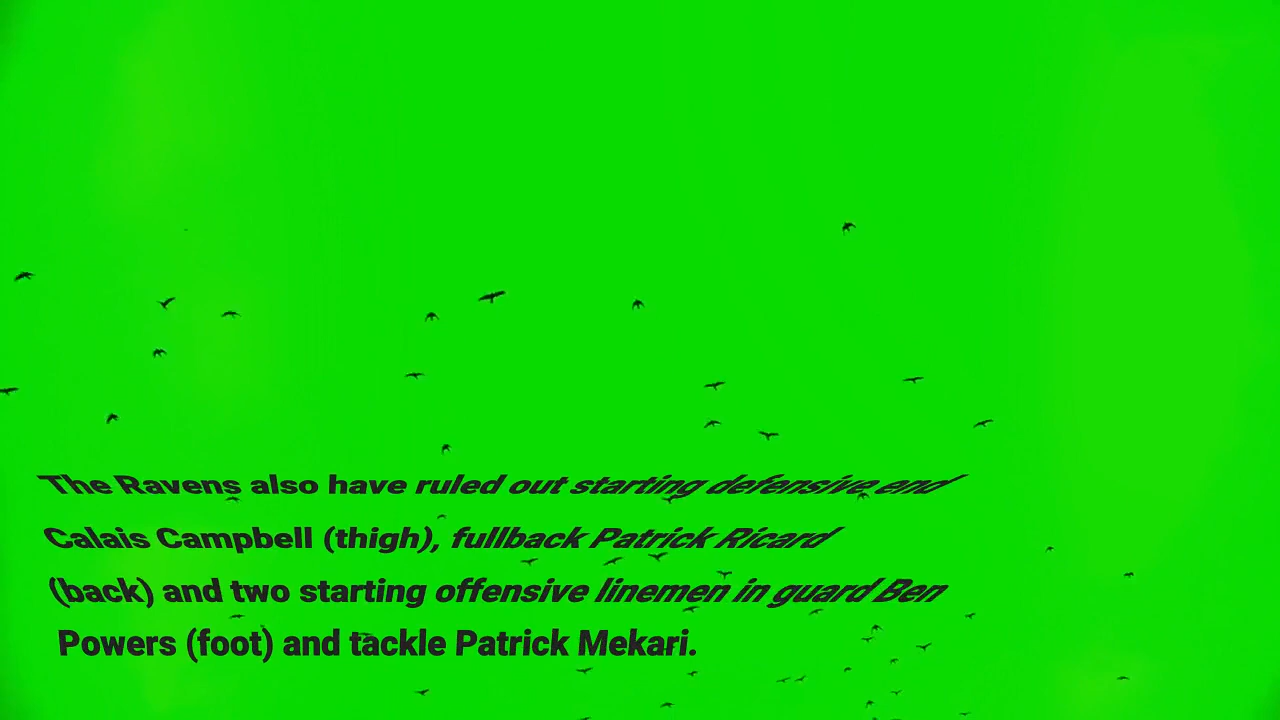 The Ravens also have ruled out starting defensive end
Calais Campbell (thigh), fullback Patrick Ricard
(back) and two starting offensive linemen in guard Ben
Powers (foot) and tackle Patrick Mekari.